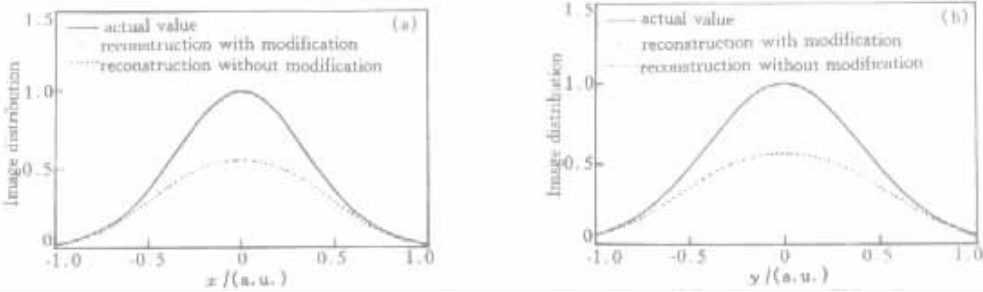 1.5
actual value
(a)
reconstruction with modification
reconstruction without modification
Image distribution
1.0
0.5
0
-1.0
-0.5
0
0.5
1.0
x/(a.u.)
1.5
actual value
(b)
reconstruction with modification
reconstruction without modification
Image distribution
1.0
0.5
0
-1.0
-0.5
0
0.5
1.0
y/(a.u.)